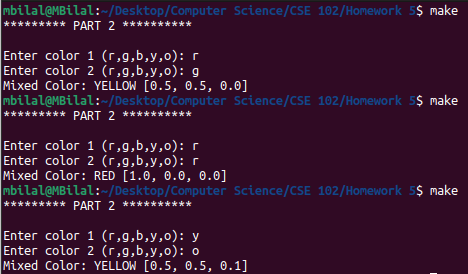 mbilal@MBilal:~/Desktop/Computer Science/CSE 102/Homework 5$ make
********* PART 2 **********
Enter color 1 (r,g,b,y,o): r
Enter color 2 (r,g,b,y,o): g
Mixed Color: YELLOW [0.5, 0.5, 0.0]
mbilal@MBilal:~/Desktop/Computer Science/CSE 102/Homework 5$ make
********* PART 2 **********
Enter color 1 (r,g,b,y,o): r
Enter color 2 (r,g,b,y,o): r
Mixed Color: RED [1.0, 0.0, 0.0]
mbilal@MBilal:~/Desktop/Computer Science/CSE 102/Homework 5$ make
********* PART 2 **********
Enter color 1 (r,g,b,y,o): y
Enter color 2 (r,g,b,y,o): o
Mixed Color: YELLOW [0.5, 0.5, 0.1]